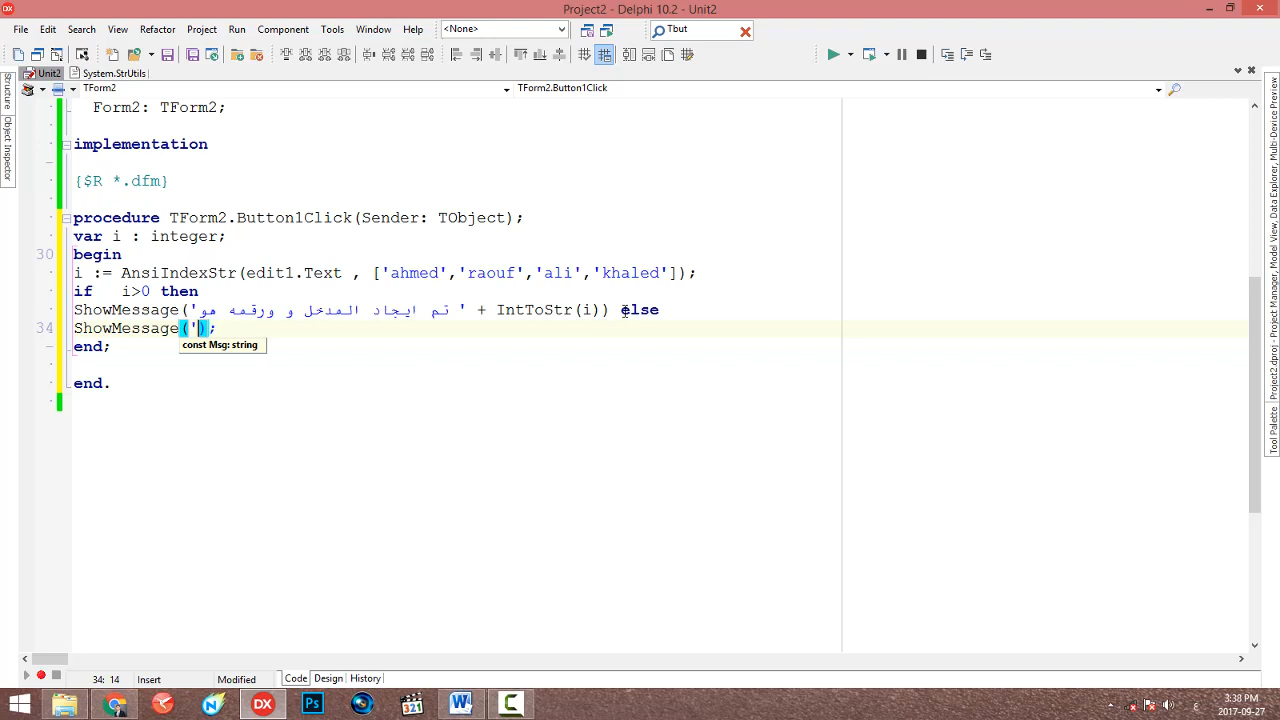 Project2 - Delphi 10.2 - Unit2
File Edit Search View Refactor Project Run Component Tools Window Help <None> Tbut
Unit2 System.StrUtils
TForm2 TForm2.Button1Click
Structure
Object Inspector
Form2: TForm2;
implementation
{$R *.dfm}
procedure TForm2.Button1Click(Sender: TObject);
var i : integer;
30 begin
i := AnsiIndexStr(edit1.Text , ['ahmed','raouf','ali','khaled']);
if i>0 then
ShowMessage('تم ايجاد المدخل و ورقمه هو ' + IntToStr(i)) else
34 ShowMessage(');
const Msg: string
end;
end.
Project2.dproj - Project Manager, Model View, Data Explorer, Multi-Device Preview
Tool Palette
34: 14 Insert Modified Code Design History
DX Ps 321 W C ع 3:38 PM
2017-09-27